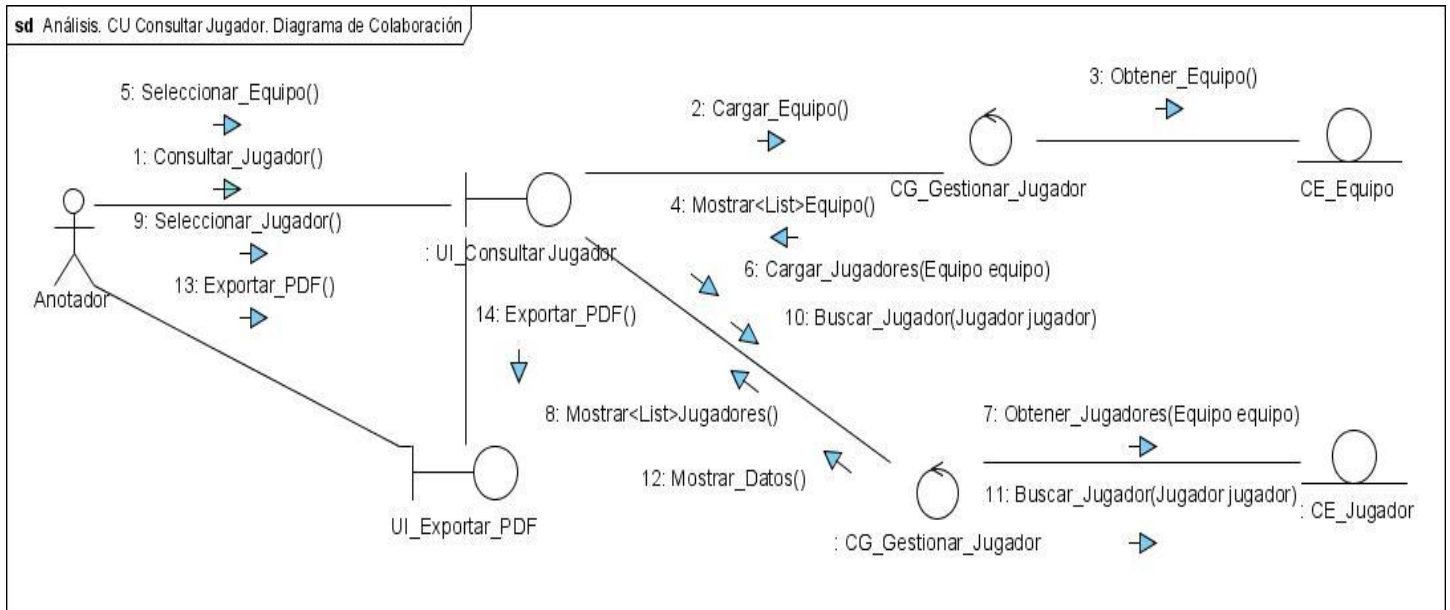 sd Análisis. CU Consultar Jugador. Diagrama de Colaboración
5: Seleccionar_Equipo()
3: Obtener_Equipo()
2: Cargar_Equipo()
1: Consultar_Jugador()
CG_Gestionar_Jugador
CE_Equipo
9: Seleccionar_Jugador()
4: Mostrar<List>Equipo()
: UI_Consultar Jugador
6: Cargar_Jugadores(Equipo equipo)
Anotador
13: Exportar_PDF()
14: Exportar_PDF()
10: Buscar_Jugador(Jugador jugador)
8: Mostrar<List>Jugadores()
7: Obtener_Jugadores(Equipo equipo)
12: Mostrar_Datos()
11: Buscar_Jugador(Jugador jugador)
: CE_Jugador
UI_Exportar_PDF
: CG_Gestionar_Jugador